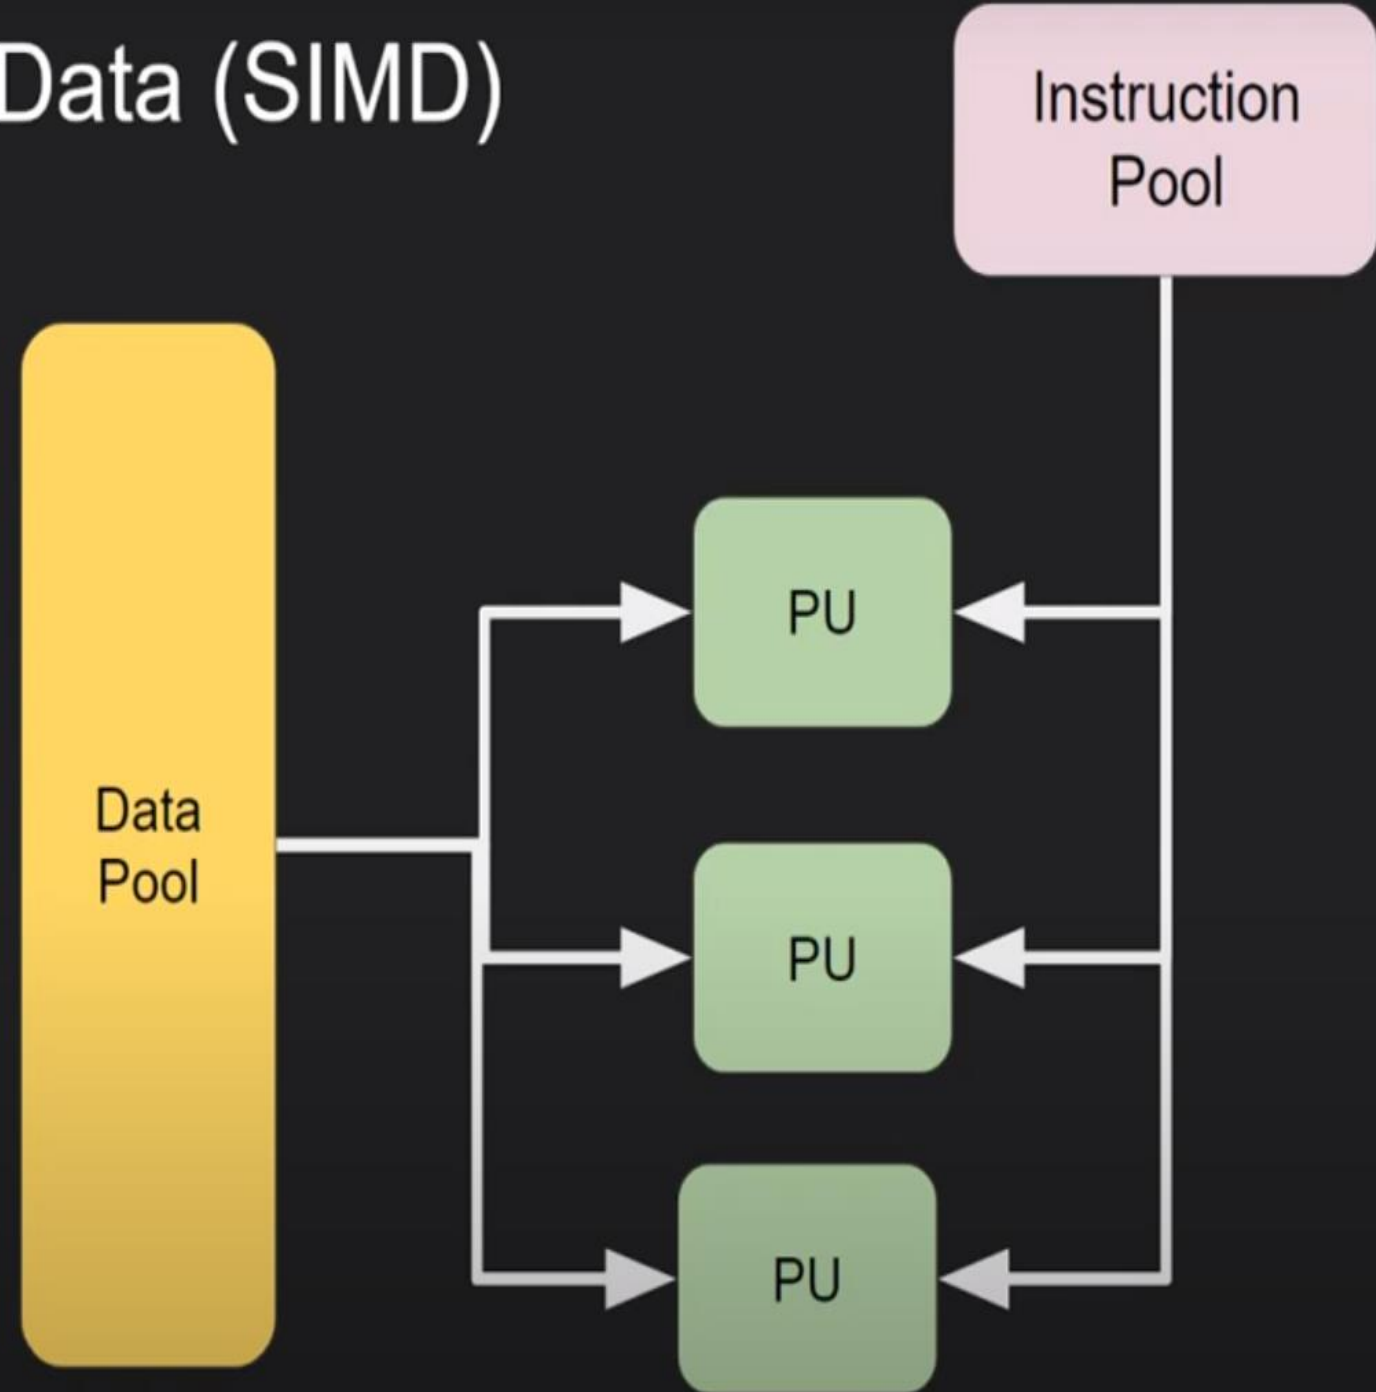 Data (SIMD)
Instruction
Pool
Data
Pool
PU
PU
PU